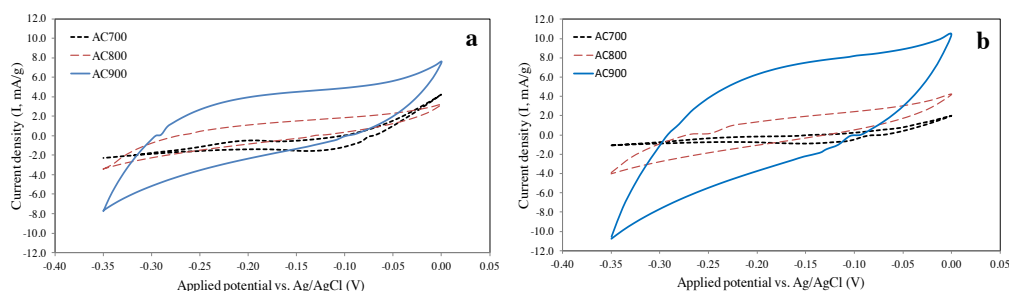 12.0
10.0
8.0
6.0
4.0
2.0
0.0
-2.0
-4.0
-6.0
-8.0
-10.0
-12.0
Current density (I, mA/g)
AC700
AC800
AC900
a
-0.40 -0.35 -0.30 -0.25 -0.20 -0.15 -0.10 -0.05 0.00 0.05
Applied potential vs. Ag/AgCl (V)
12.0
10.0
8.0
6.0
4.0
2.0
0.0
-2.0
-4.0
-6.0
-8.0
-10.0
-12.0
Current density (I, mA/g)
AC700
AC800
AC900
b
-0.40 -0.35 -0.30 -0.25 -0.20 -0.15 -0.10 -0.05 0.00 0.05
Applied potential vs. Ag/AgCl (V)